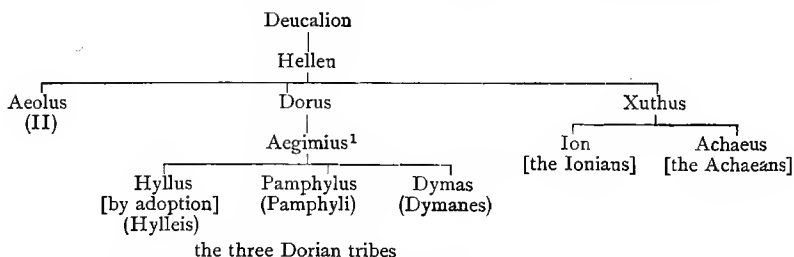 Deucalion
Hellen
Aeolus Dorus Xuthus
(II)
Aegimius¹ Ion Achaeus
[the Ionians] [the Achaeans]
Hyllus Pamphylus Dymas
[by adoption] (Pamphyli) (Dymanes)
(Hylleis)
the three Dorian tribes